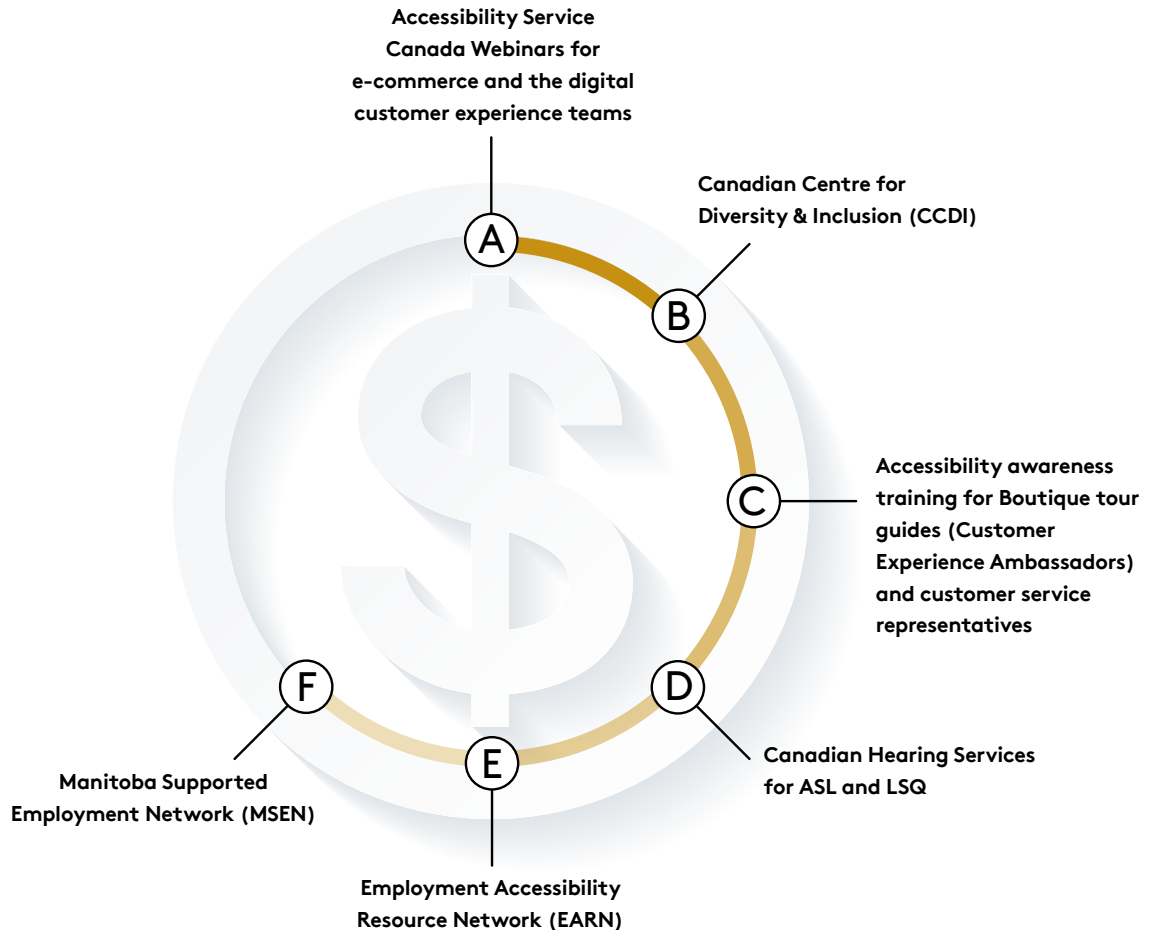 Accessibility Service
Canada Webinars for
e-commerce and the digital
customer experience teams
A
Canadian Centre for
Diversity & Inclusion (CCDI)
B
Accessibility awareness
training for Boutique tour
guides (Customer
Experience Ambassadors)
and customer service
representatives
C
D
Canadian Hearing Services
for ASL and LSQ
E
Employment Accessibility
Resource Network (EARN)
F
Manitoba Supported
Employment Network (MSEN)
$